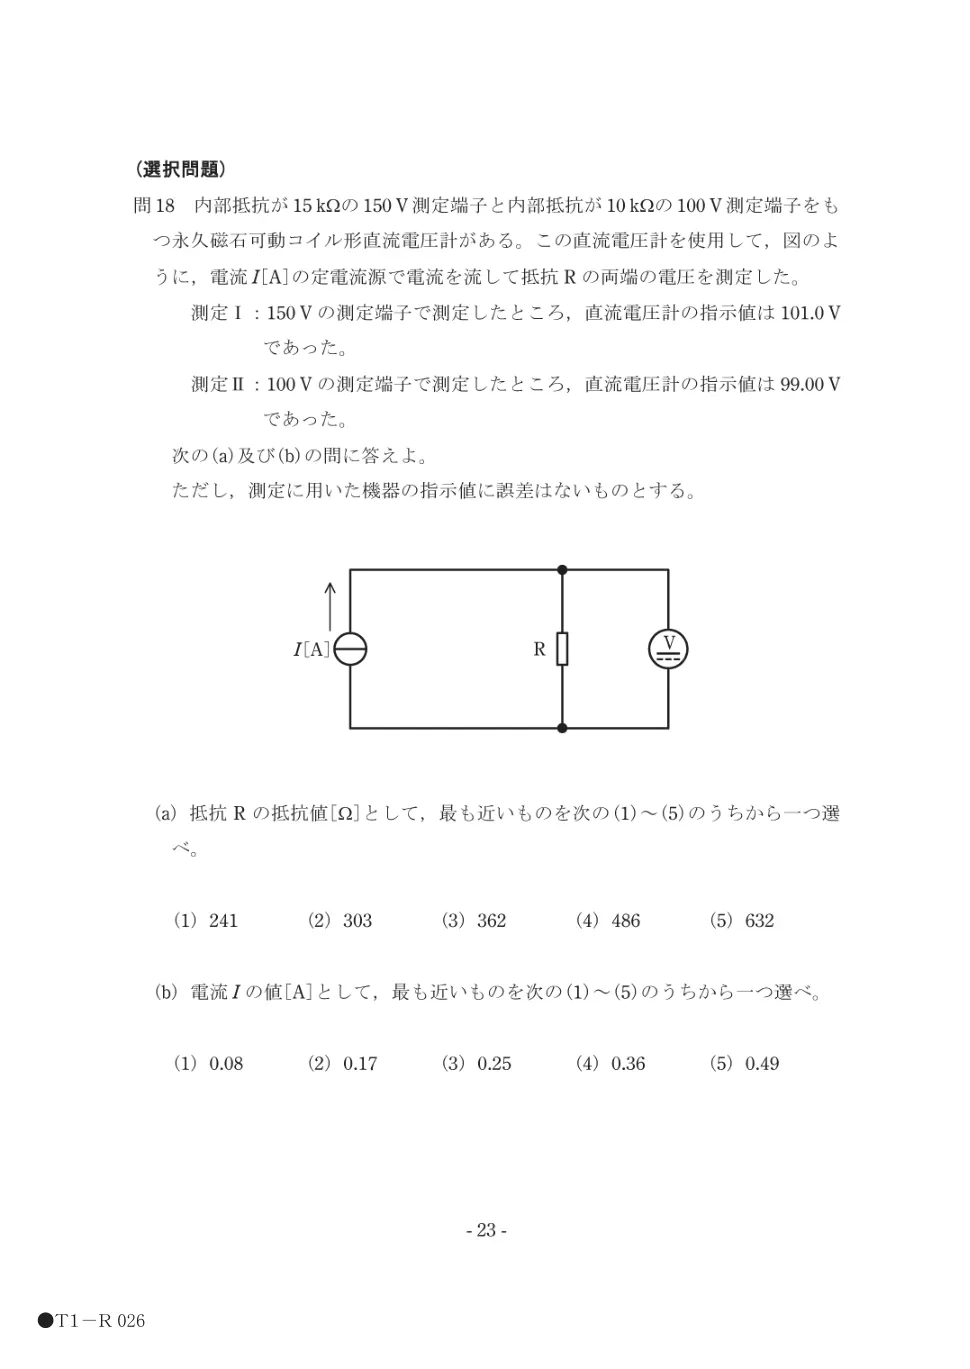 (選択問題)
問18　内部抵抗が 15 kΩの 150 V 測定端子と内部抵抗が 10 kΩの 100 V 測定端子をも
つ永久磁石可動コイル形直流電圧計がある。この直流電圧計を使用して，図のよ
うに，電流 I[A]の定電流源で電流を流して抵抗 R の両端の電圧を測定した。
測定Ⅰ：150 V の測定端子で測定したところ，直流電圧計の指示値は 101.0 V
であった。
測定Ⅱ：100 V の測定端子で測定したところ，直流電圧計の指示値は 99.00 V
であった。
次の(a)及び(b)の問に答えよ。
ただし，測定に用いた機器の指示値に誤差はないものとする。
I[A]
R
V
(a) 抵抗 R の抵抗値[Ω]として，最も近いものを次の(1)～(5)のうちから一つ選
べ。
(1) 241　(2) 303　(3) 362　(4) 486　(5) 632
(b) 電流 I の値[A]として，最も近いものを次の(1)～(5)のうちから一つ選べ。
(1) 0.08　(2) 0.17　(3) 0.25　(4) 0.36　(5) 0.49
- 23 -
●T1－R 026